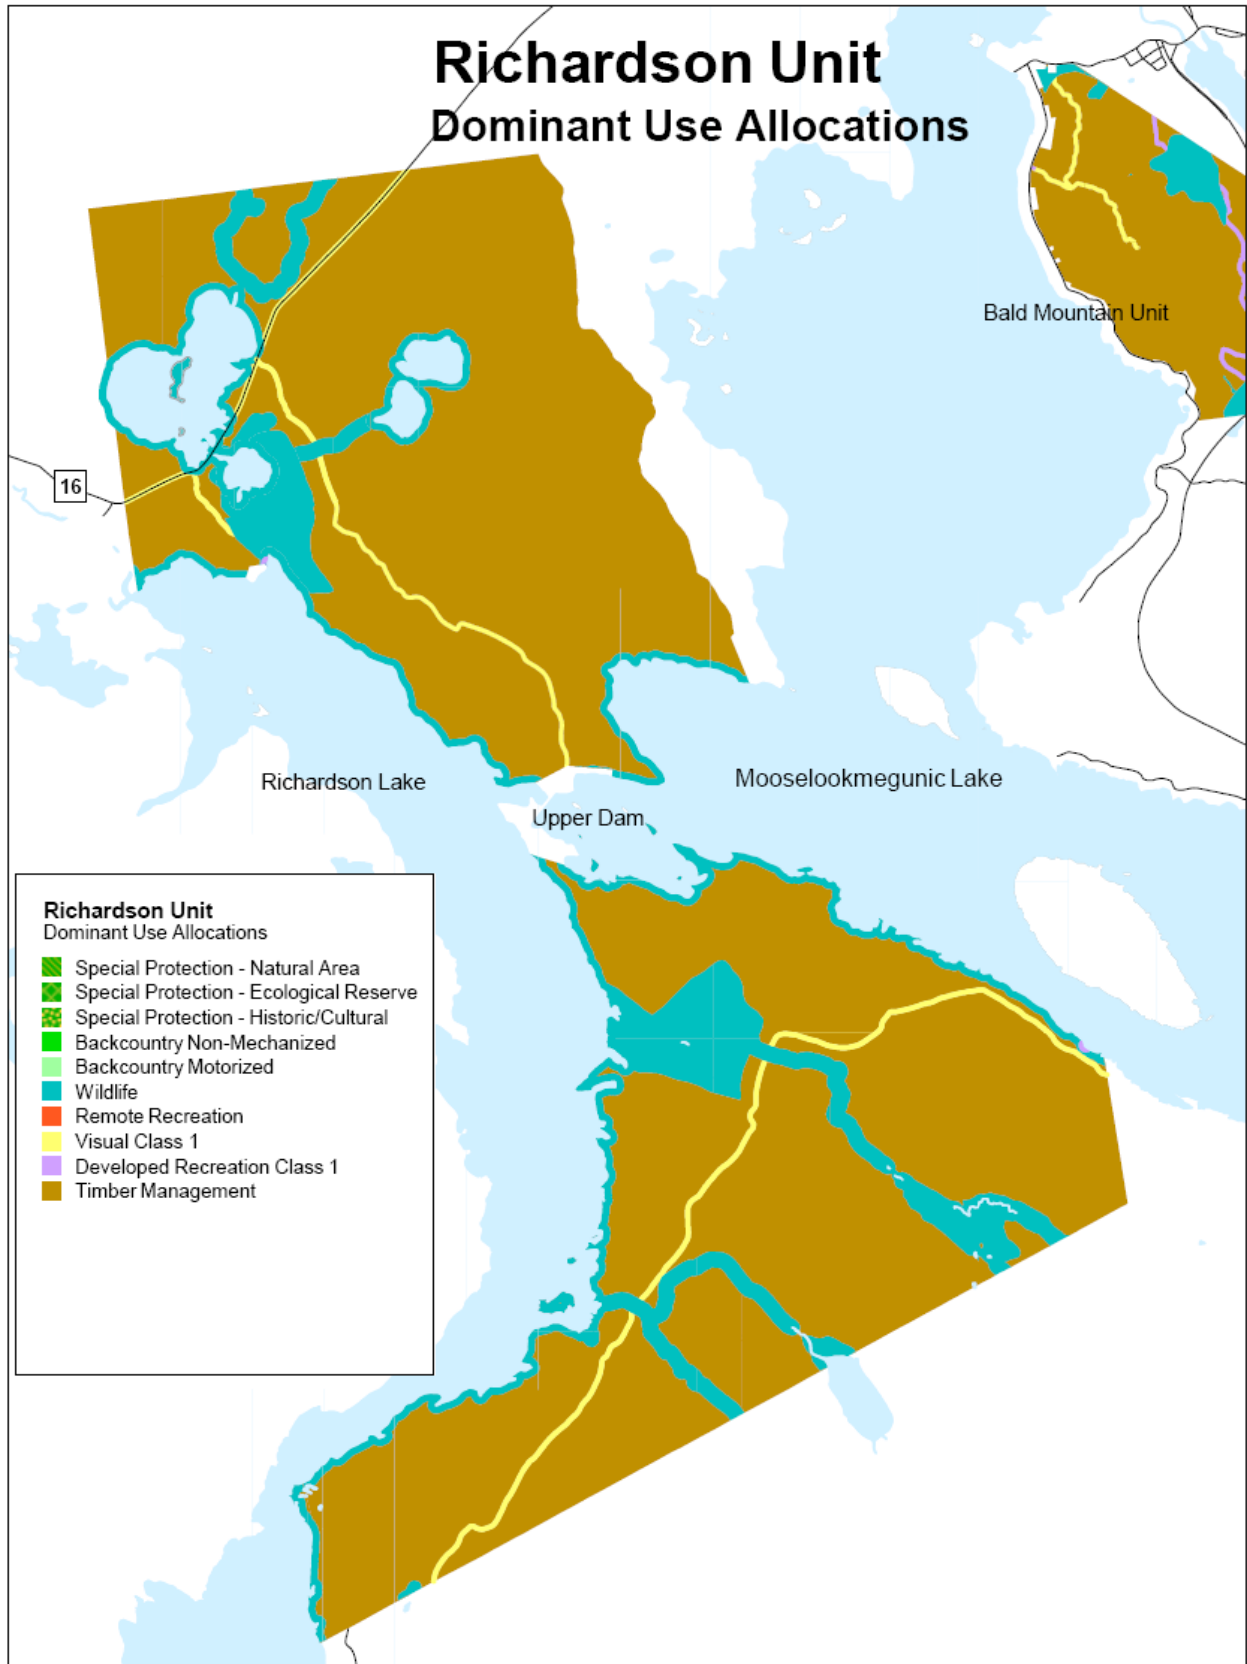 Richardson Unit
Dominant Use Allocations
Bald Mountain Unit
16
Richardson Lake
Mooselookmegunic Lake
Upper Dam
Richardson Unit
Dominant Use Allocations
Special Protection - Natural Area
Special Protection - Ecological Reserve
Special Protection - Historic/Cultural
Backcountry Non-Mechanized
Backcountry Motorized
Wildlife
Remote Recreation
Visual Class 1
Developed Recreation Class 1
Timber Management